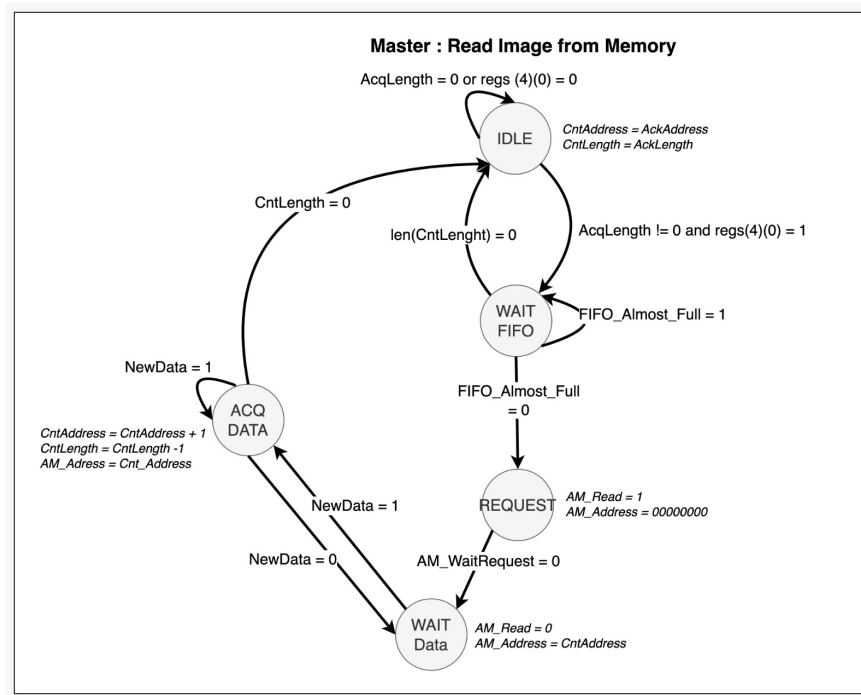 Master : Read Image from Memory
AcqLength = 0 or regs (4)(0) = 0
IDLE
CntAddress = AckAddress
CntLength = AckLength
CntLength = 0
len(CntLenght) = 0
AcqLength != 0 and regs(4)(0) = 1
WAIT
FIFO
FIFO_Almost_Full = 1
NewData = 1
FIFO_Almost_Full
= 0
ACQ
DATA
CntAddress = CntAddress + 1
CntLength = CntLength -1
AM_Adress = Cnt_Address
REQUEST
AM_Read = 1
AM_Address = 00000000
NewData = 1
NewData = 0
AM_WaitRequest = 0
WAIT
Data
AM_Read = 0
AM_Address = CntAddress